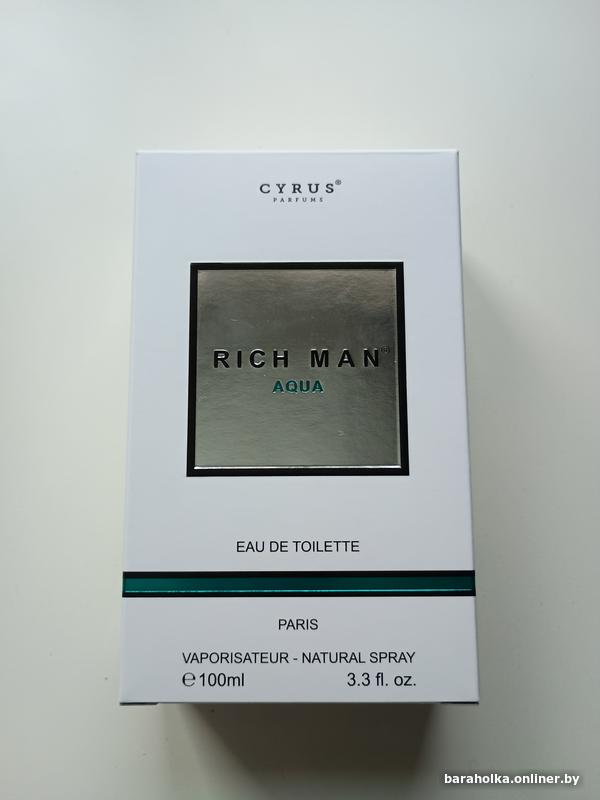 CYRUS®
PARFUMS
RICH MAN®
AQUA
EAU DE TOILETTE
PARIS
VAPORISATEUR - NATURAL SPRAY
℮100ml 3.3 fl. oz.
baraholka.onliner.by